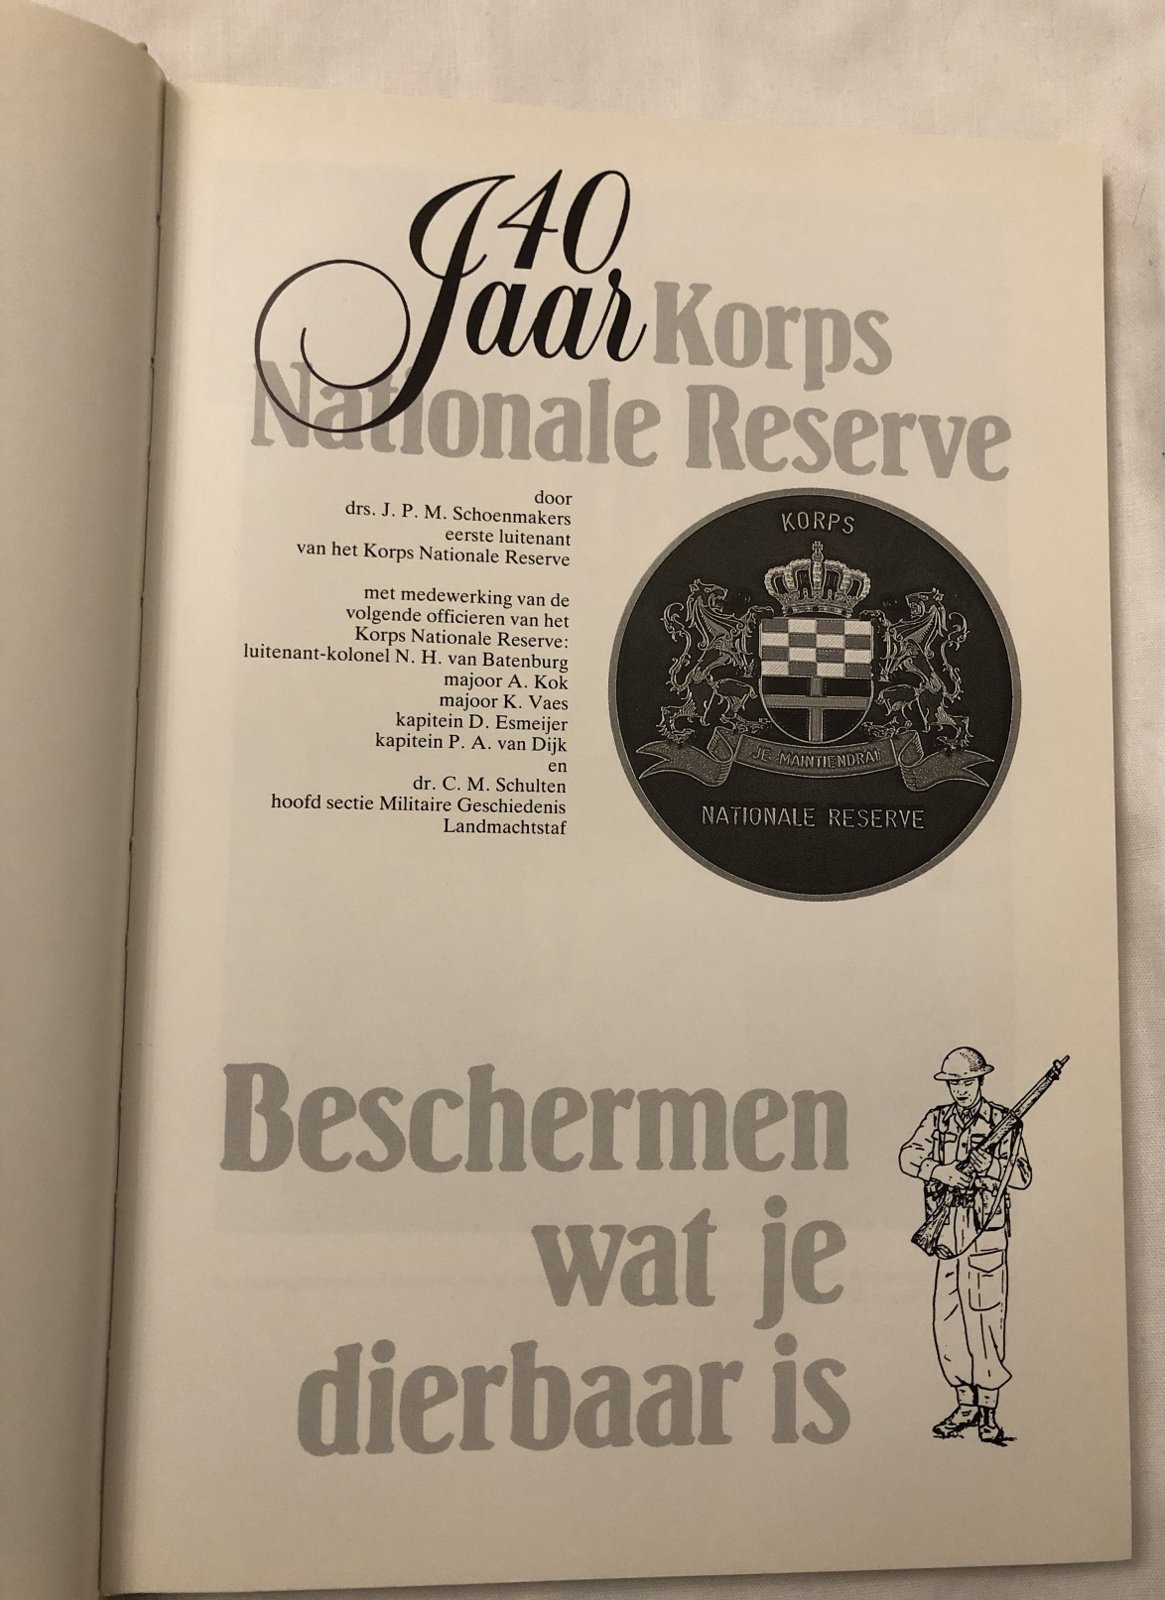 40
Jaar Korps
Nationale Reserve
door
drs. J. P. M. Schoenmakers
eerste luitenant
van het Korps Nationale Reserve
met medewerking van de
volgende officieren van het
Korps Nationale Reserve:
luitenant-kolonel N. H. van Batenburg
majoor A. Kok
majoor K. Vaes
kapitein D. Esmeijer
kapitein P. A. van Dijk
en
dr. C. M. Schulten
hoofd sectie Militaire Geschiedenis
Landmachtstaf
KORPS
JE MAINTIENDRAI
NATIONALE RESERVE
Beschermen
wat je
dierbaar is